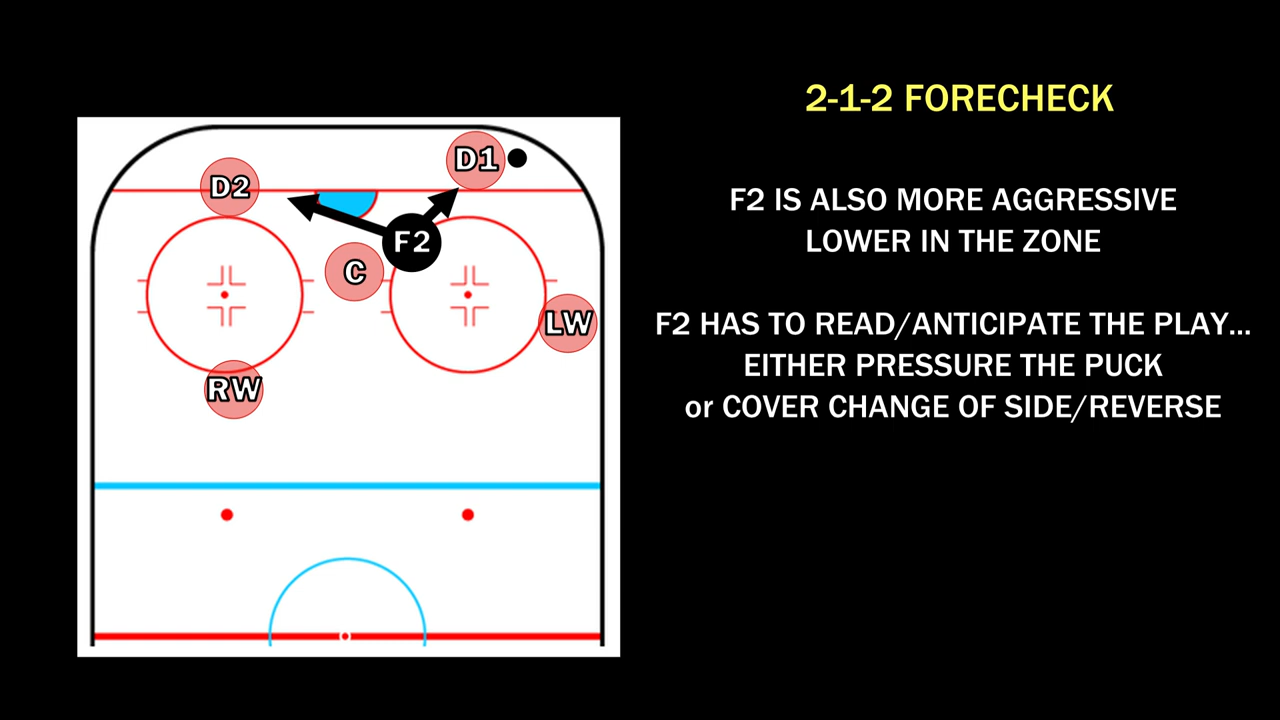 2-1-2 FORECHECK
D1
D2
F2
C
LW
RW
F2 IS ALSO MORE AGGRESSIVE
LOWER IN THE ZONE
F2 HAS TO READ/ANTICIPATE THE PLAY...
EITHER PRESSURE THE PUCK
or COVER CHANGE OF SIDE/REVERSE